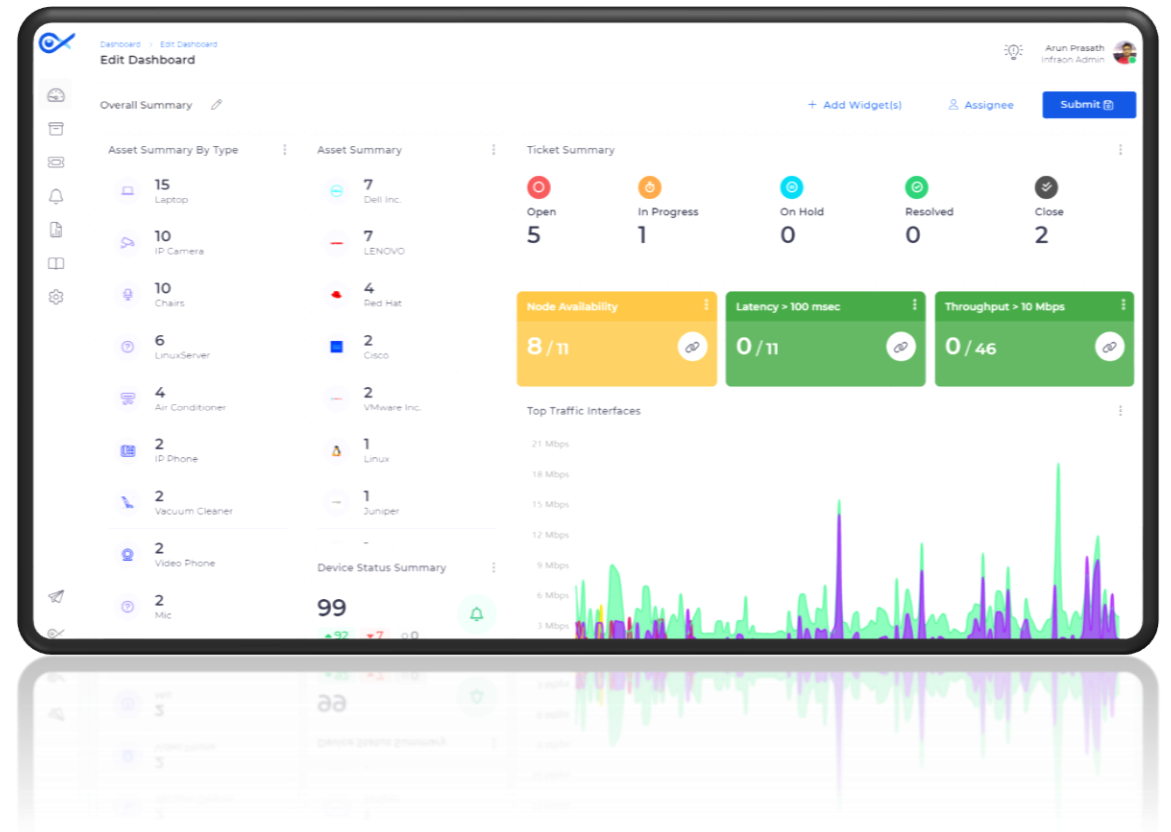 Dashboard
Edit Dashboard
Edit Dashboard
Arun Prasath
Infraon Admin
Overall Summary
+ Add Widget(s)
Assignee
Submit
Asset Summary By Type
15
Laptop
10
IP Camera
10
Chairs
6
LinuxServer
4
Air Conditioner
2
IP Phone
2
Vacuum Cleaner
2
Video Phone
2
Mic
Asset Summary
7
Dell Inc.
7
LENOVO
4
Red Hat
2
Cisco
2
VMware Inc.
1
Linux
1
Juniper
Device Status Summary
99
92 7 0
Ticket Summary
Open
5
In Progress
1
On Hold
0
Resolved
0
Close
2
Node Availability
8 / 11
Latency > 100 msec
0 / 11
Throughput > 10 Mbps
0 / 46
Top Traffic Interfaces
21 Mbps
18 Mbps
15 Mbps
12 Mbps
9 Mbps
6 Mbps
3 Mbps